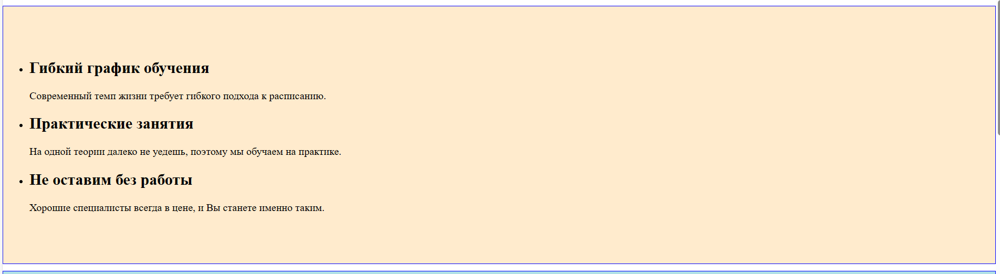 Гибкий график обучения
Современный темп жизни требует гибкого подхода к расписанию.
Практические занятия
На одной теории далеко не уедешь, поэтому мы обучаем на практике.
Не оставим без работы
Хорошие специалисты всегда в цене, и Вы станете именно таким.